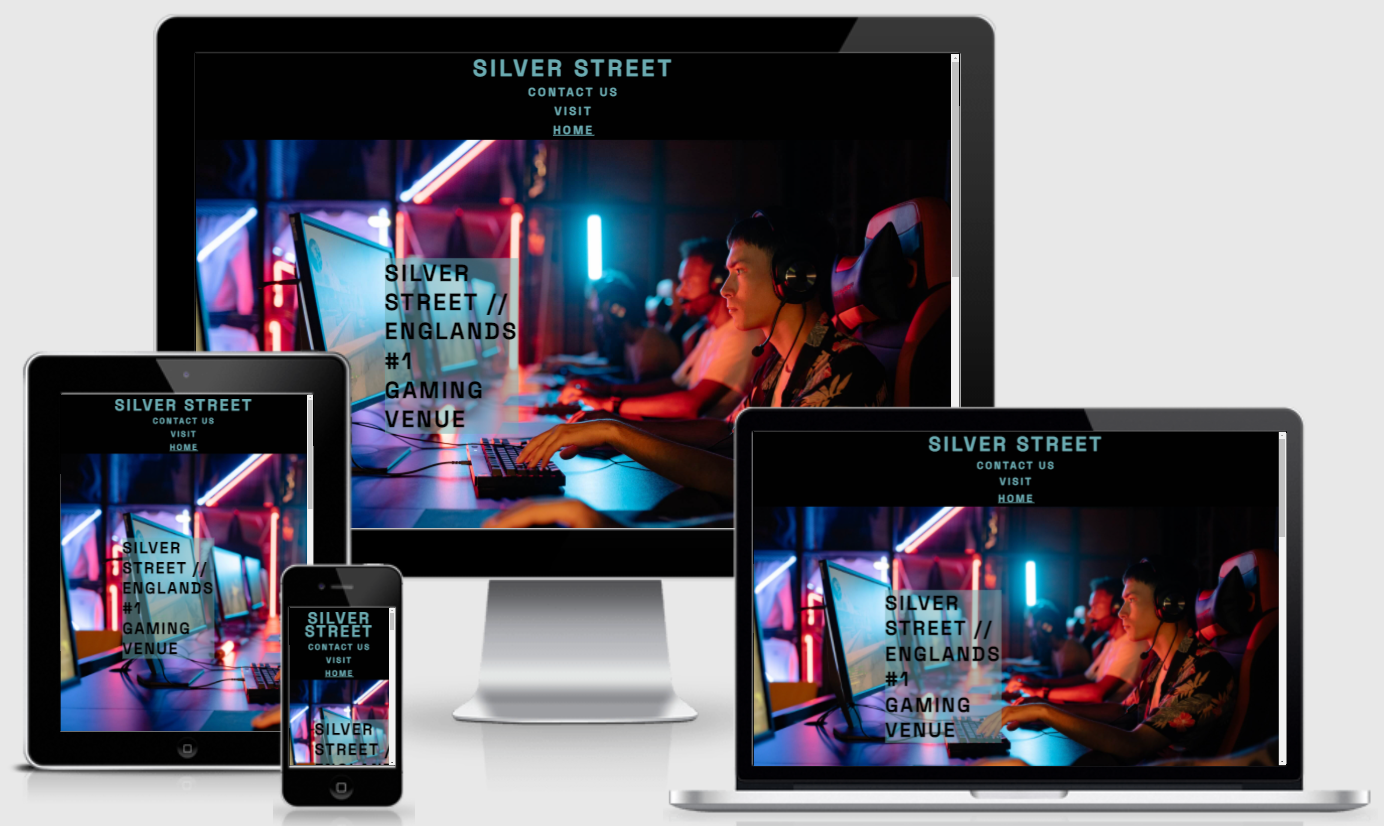 SILVER STREET
CONTACT US
VISIT
HOME
SILVER
STREET //
ENGLANDS
#1
GAMING
VENUE
SILVER STREET
CONTACT US
VISIT
HOME
SILVER
STREET //
ENGLANDS
#1
GAMING
VENUE
SILVER
STREET
CONTACT US
VISIT
HOME
SILVER
STREET /
SILVER STREET
CONTACT US
VISIT
HOME
SILVER
STREET //
ENGLANDS
#1
GAMING
VENUE